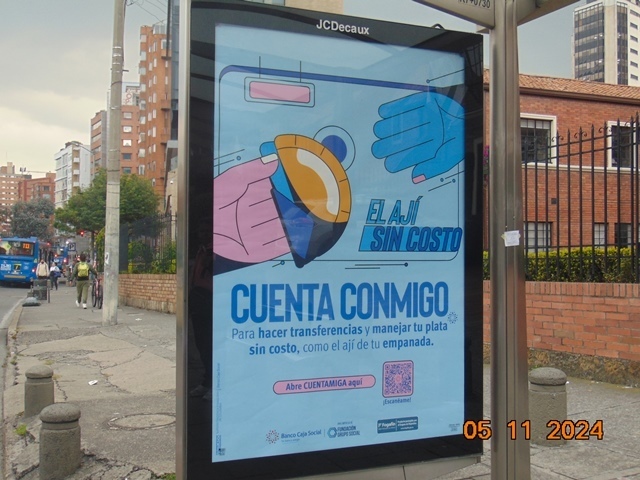 JCDecaux
EL AJÍ
SIN COSTO
CUENTA CONMIGO
Para hacer transferencias y manejar tu plata
sin costo, como el ají de tu empanada.
Abre CUENTAMIGA aquí
¡Escanéame!
Banco Caja Social
FUNDACIÓN
GRUPO SOCIAL
05 11 2024